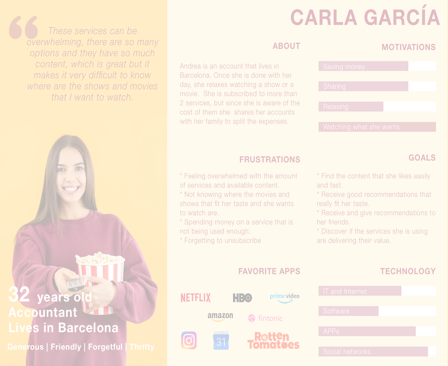 CARLA GARCÍA
These services can be
overwhelming, there are so many
options and they have so much
content, which is great but it
makes it very difficult to know
where are the shows and movies
that I want to watch.
32 years old
Accountant
Lives in Barcelona
Generous | Friendly | Forgetful | Thrifty
ABOUT
Andrea is an account that lives in
Barcelona. Once she is done with her
day, she relaxes watching a show or a
movie. She is subscribed to more than
2 services, but since she is aware of the
cost of them she shares her accounts
with her family to split the expenses.
MOTIVATIONS
Saving money
Sharing
Relaxing
Watching what she wants
FRUSTRATIONS
* Feeling overwhelmed with the amount
of services and available content.
* Not knowing where the movies and
shows that fit her taste and she wants
to watch are.
* Spending money on a service that is
not being used enough.
* Forgetting to unsubscribe
GOALS
* Find the content that she likes easily
and fast.
* Receive good recommendations that
really fit her taste.
* Receive and give recommendations to
her friends.
* Discover if the services she is using
are delivering their value.
FAVORITE APPS
NETFLIX
HBO
prime video
amazon
fintonic
31
Rotten
Tomatoes
TECHNOLOGY
IT and Internet
Software
APPs
Social networks